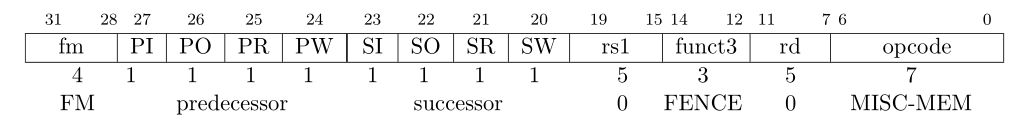 31 28 27 26 25 24 23 22 21 20 19 15 14 12 11 7 6 0
fm PI PO PR PW SI SO SR SW rs1 funct3 rd opcode
4 1 1 1 1 1 1 1 1 5 3 5 7
FM predecessor successor 0 FENCE 0 MISC-MEM